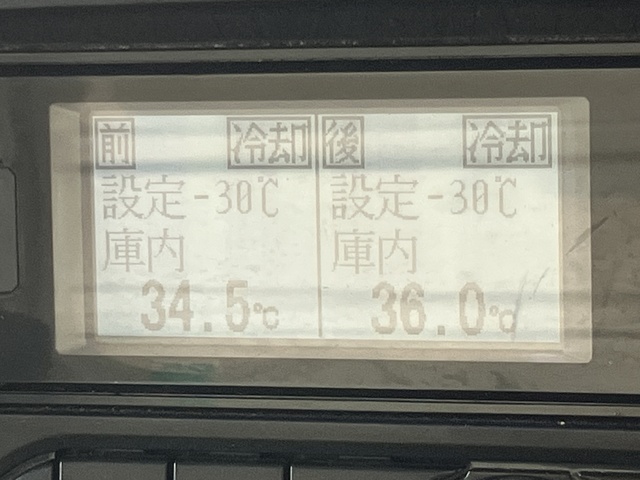 前 冷却 後 冷却
設定 -30℃ 設定 -30℃
庫内 庫内
34.5℃ 36.0℃